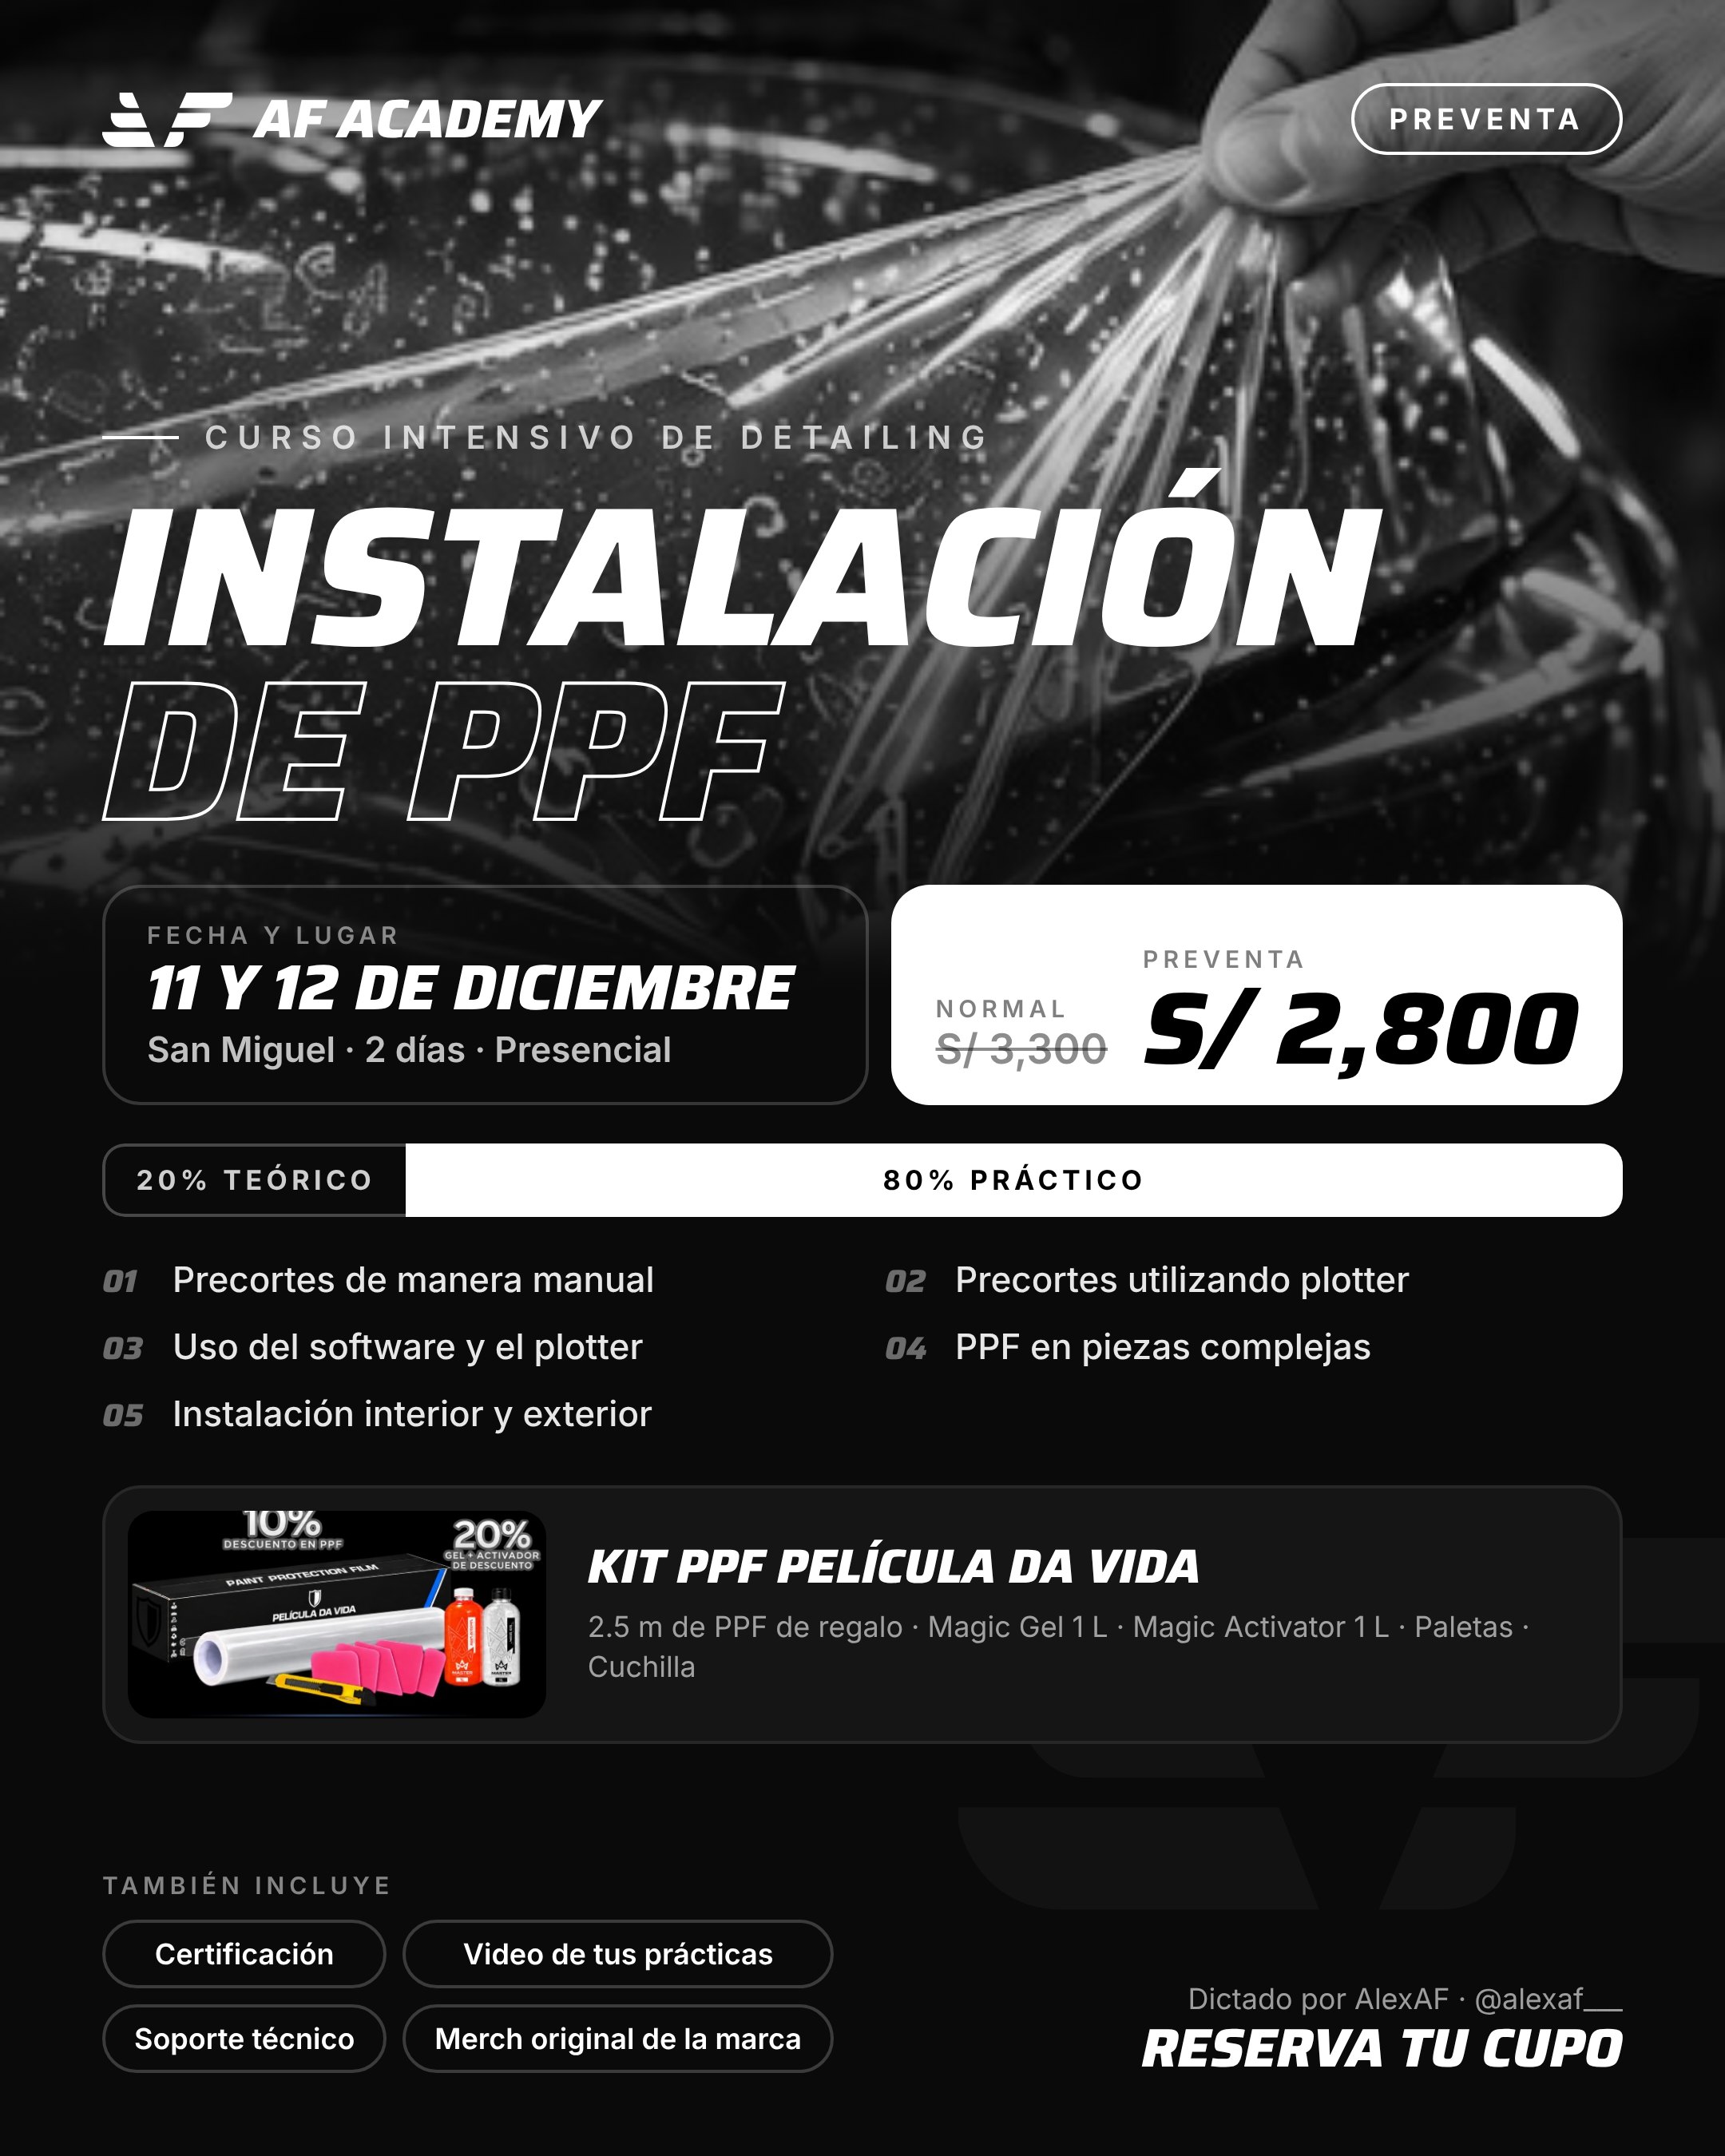 AF ACADEMY
PREVENTA
CURSO INTENSIVO DE DETAILING
INSTALACIÓN
DE PPF
FECHA Y LUGAR
11 Y 12 DE DICIEMBRE
San Miguel · 2 días · Presencial
PREVENTA
NORMAL
S/ 3,300
S/ 2,800
20% TEÓRICO
80% PRÁCTICO
01 Precortes de manera manual
02 Precortes utilizando plotter
03 Uso del software y el plotter
04 PPF en piezas complejas
05 Instalación interior y exterior
10%
DESCUENTO EN PPF
20%
GEL + ACTIVADOR
DE DESCUENTO
PAINT PROTECTION FILM
PELÍCULA DA VIDA
MASTER
MASTER
KIT PPF PELÍCULA DA VIDA
2.5 m de PPF de regalo · Magic Gel 1 L · Magic Activator 1 L · Paletas ·
Cuchilla
TAMBIÉN INCLUYE
Certificación
Video de tus prácticas
Soporte técnico
Merch original de la marca
Dictado por AlexAF · @alexaf___
RESERVA TU CUPO